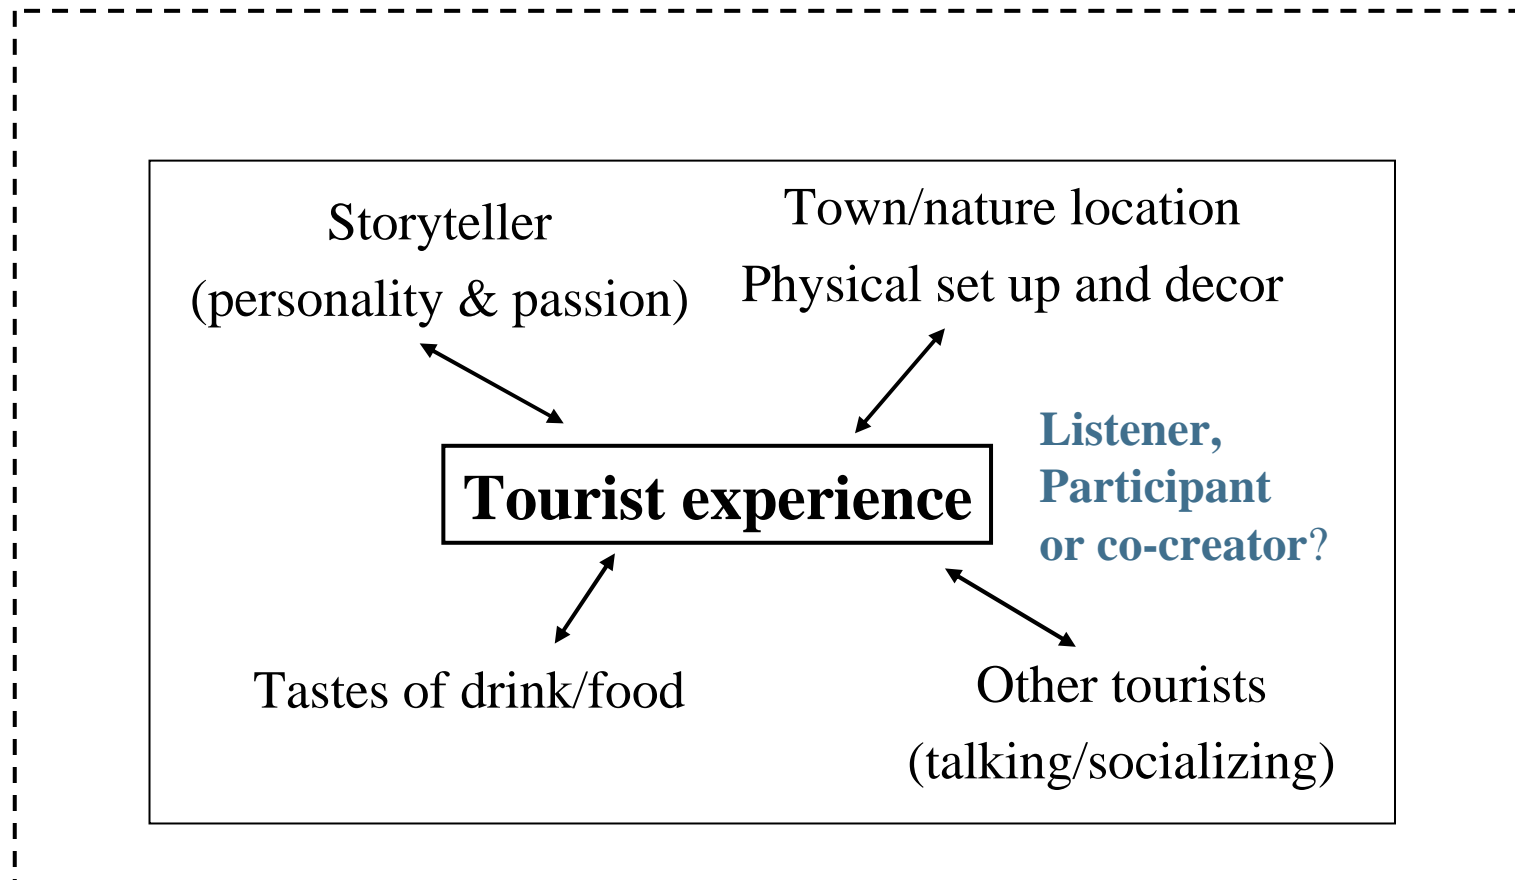 Storyteller
(personality & passion)
Town/nature location
Physical set up and decor
Tourist experience
Listener,
Participant
or co-creator?
Tastes of drink/food
Other tourists
(talking/socializing)